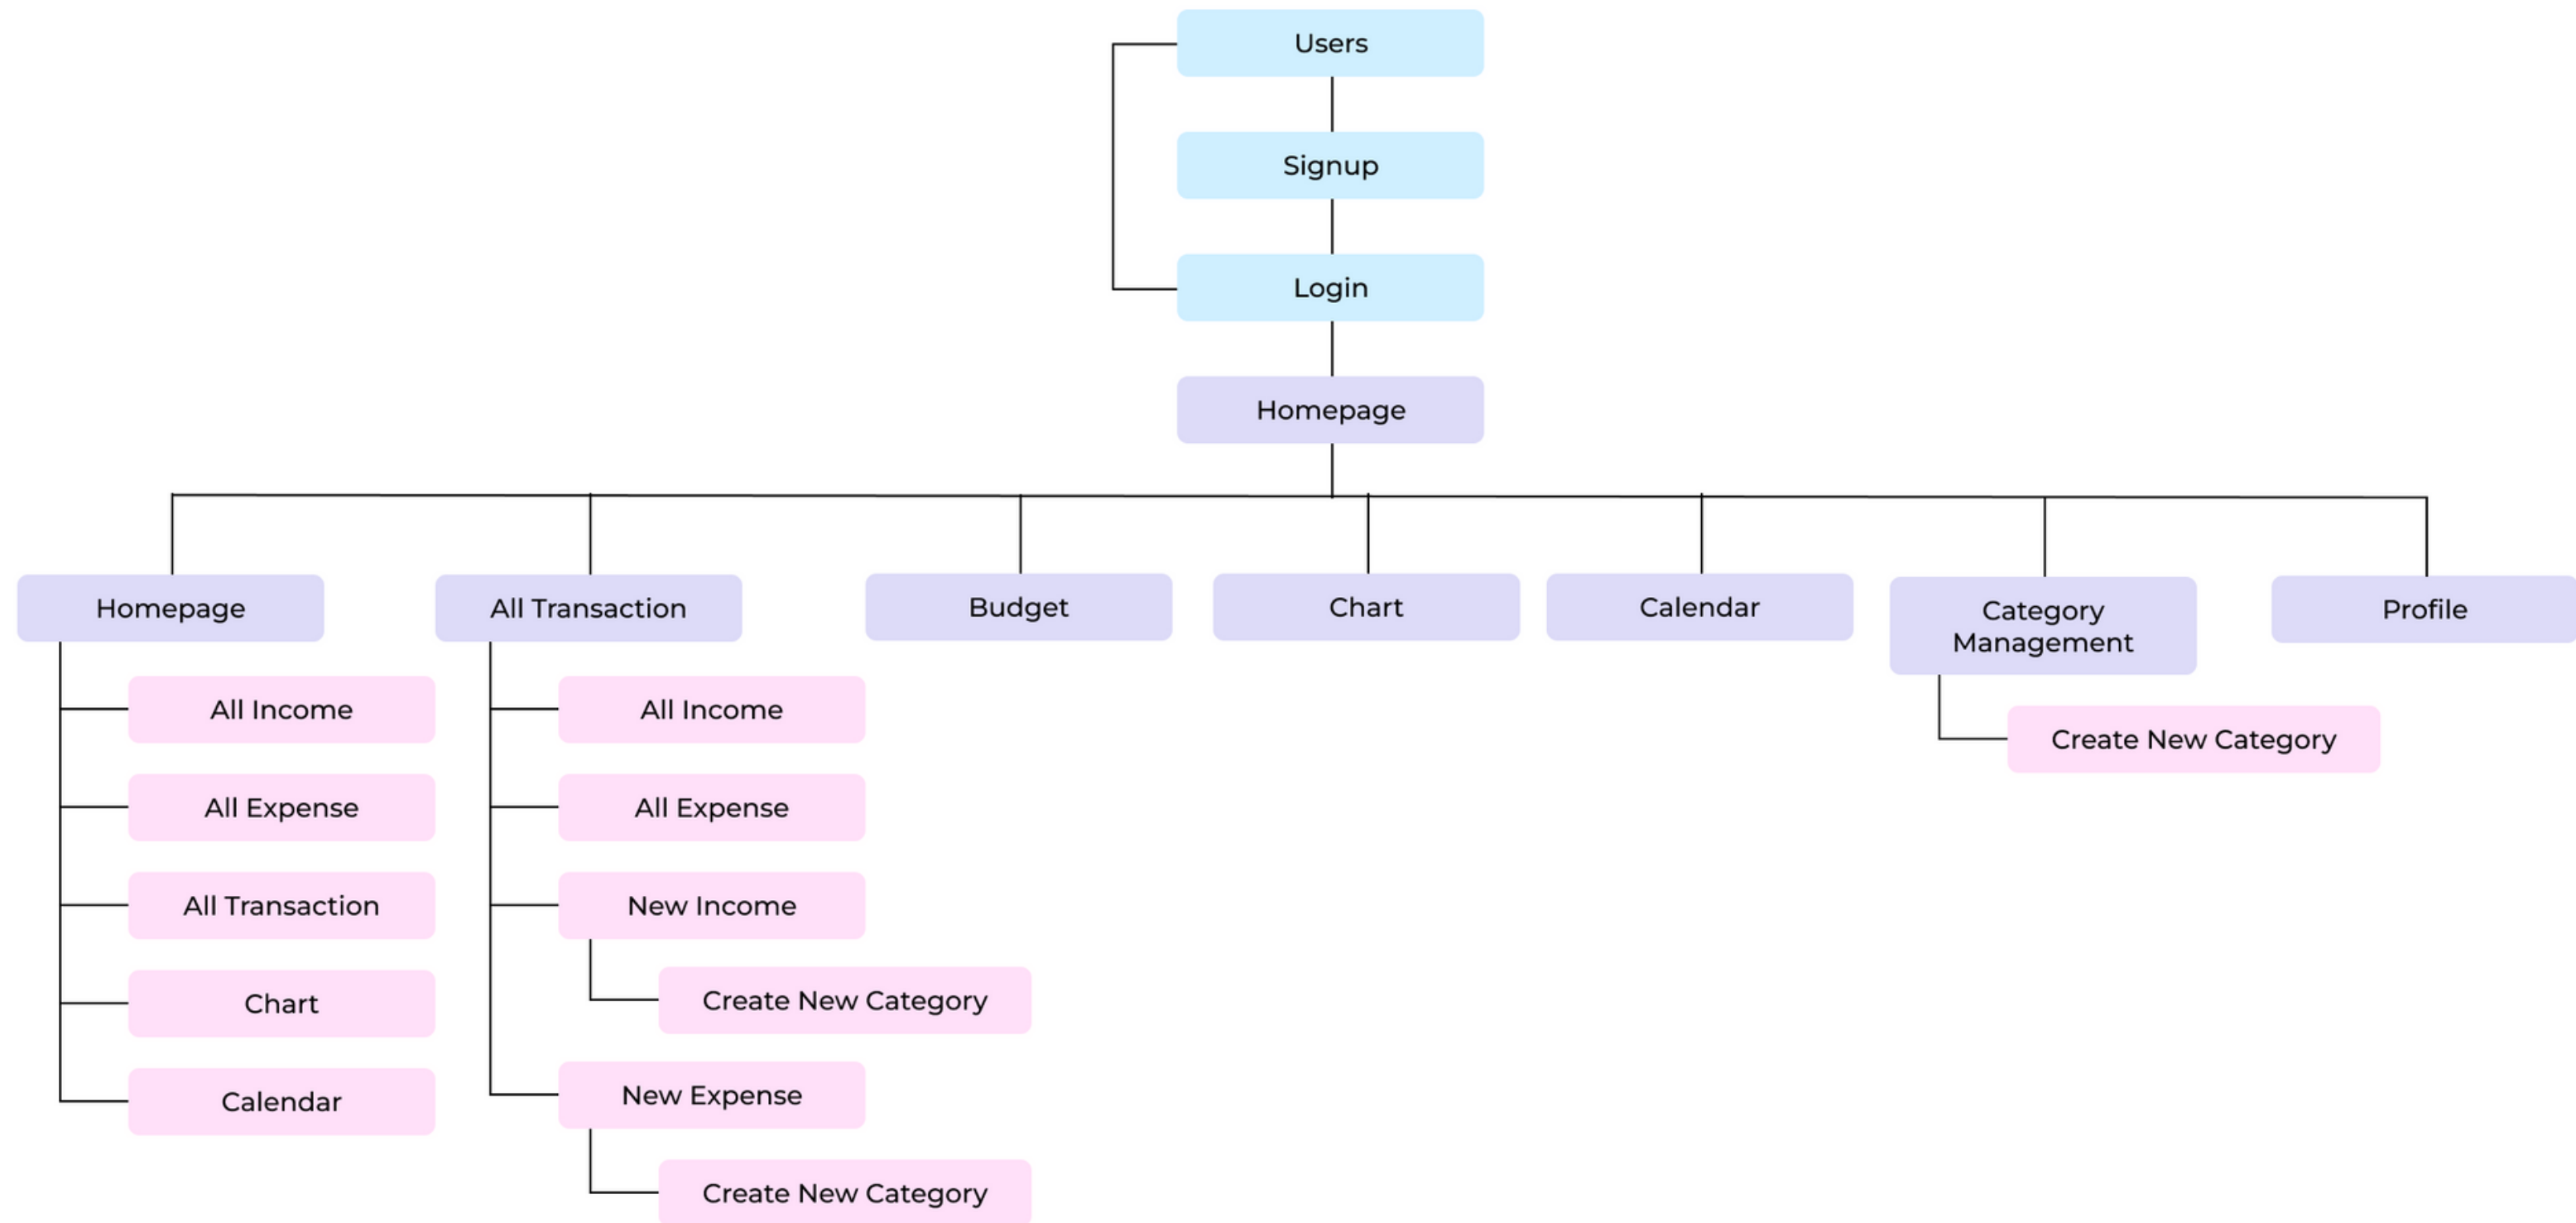 Users
Signup
Login
Homepage
Homepage
All Transaction
Budget
Chart
Calendar
Category
Management
Profile
All Income
All Expense
All Transaction
Chart
Calendar
All Income
All Expense
New Income
Create New Category
New Expense
Create New Category
Create New Category